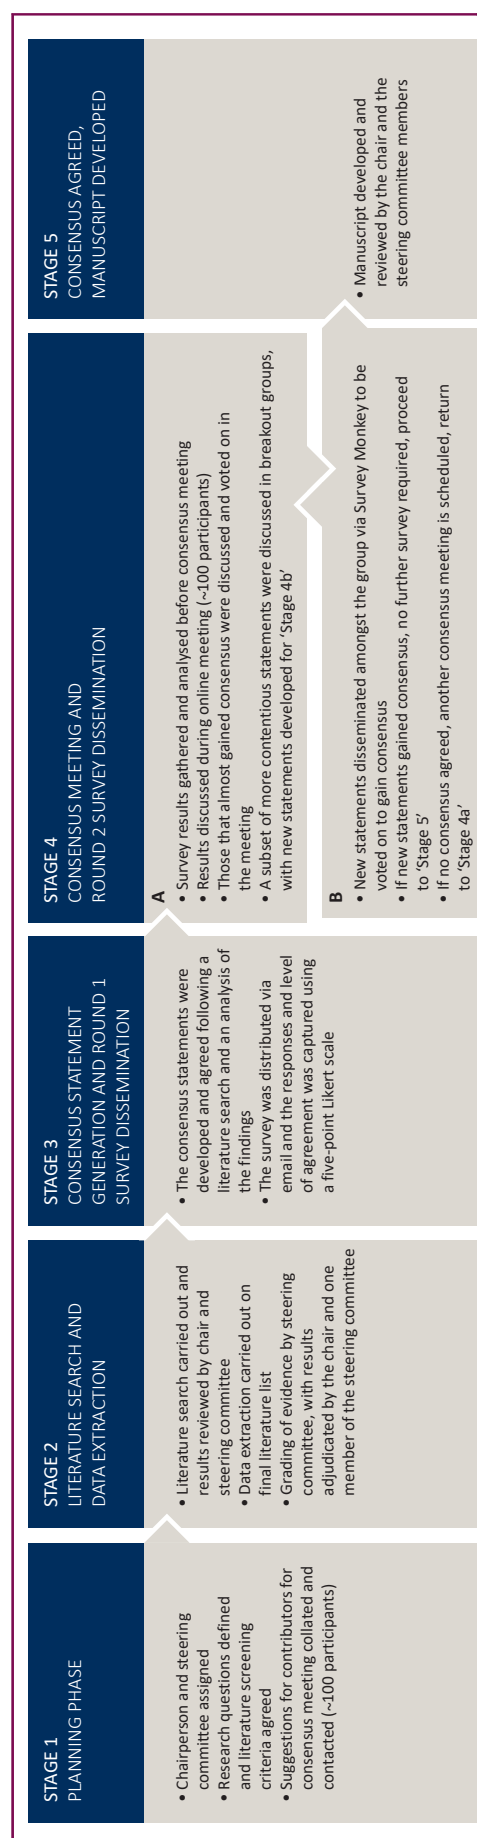 STAGE 1
PLANNING PHASE
• Chairperson and steering
committee assigned
• Research questions defined
and literature screening
criteria agreed
• Suggestions for contributors for
consensus meeting collated and
contacted (~100 participants)
STAGE 2
LITERATURE SEARCH AND
DATA EXTRACTION
• Literature search carried out and
results reviewed by chair and
steering committee
• Data extraction carried out on
final literature list
• Grading of evidence by steering
committee, with results
adjudicated by the chair and one
member of the steering committee
STAGE 3
CONSENSUS STATEMENT
GENERATION AND ROUND 1
SURVEY DISSEMINATION
• The consensus statements were
developed and agreed following a
literature search and an analysis of
the findings
• The survey was distributed via
email and the responses and level
of agreement was captured using
a five-point Likert scale
STAGE 4
CONSENSUS MEETING AND
ROUND 2 SURVEY DISSEMINATION
A
• Survey results gathered and analysed before consensus meeting
• Results discussed during online meeting (~100 participants)
• Those that almost gained consensus were discussed and voted on in
the meeting
• A subset of more contentious statements were discussed in breakout groups,
with new statements developed for ‘Stage 4b’
B
• New statements disseminated amongst the group via Survey Monkey to be
voted on to gain consensus
• If new statements gained consensus, no further survey required, proceed
to ‘Stage 5’
• If no consensus agreed, another consensus meeting is scheduled, return
to ‘Stage 4a’
STAGE 5
CONSENSUS AGREED,
MANUSCRIPT DEVELOPED
• Manuscript developed and
reviewed by the chair and the
steering committee members